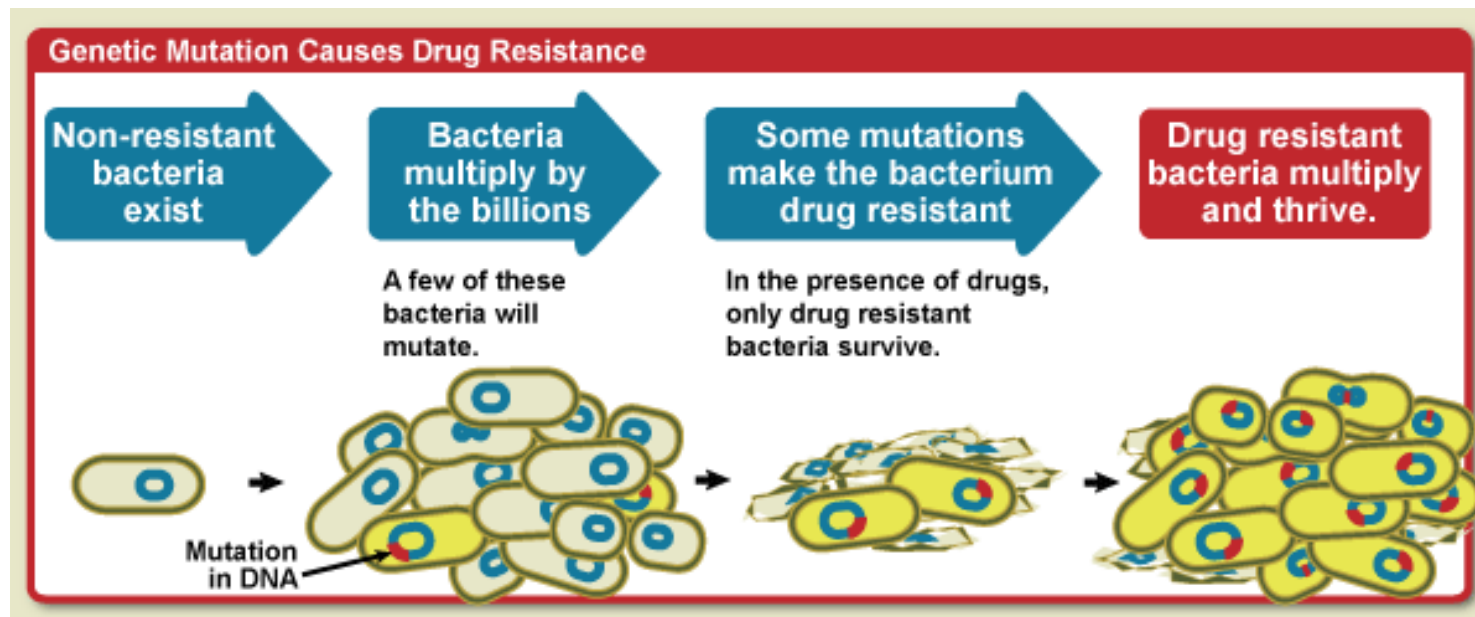 Genetic Mutation Causes Drug Resistance
Non-resistant
bacteria
exist
Bacteria
multiply by
the billions
Some mutations
make the bacterium
drug resistant
Drug resistant
bacteria multiply
and thrive.
A few of these
bacteria will
mutate.
In the presence of drugs,
only drug resistant
bacteria survive.
Mutation
in DNA